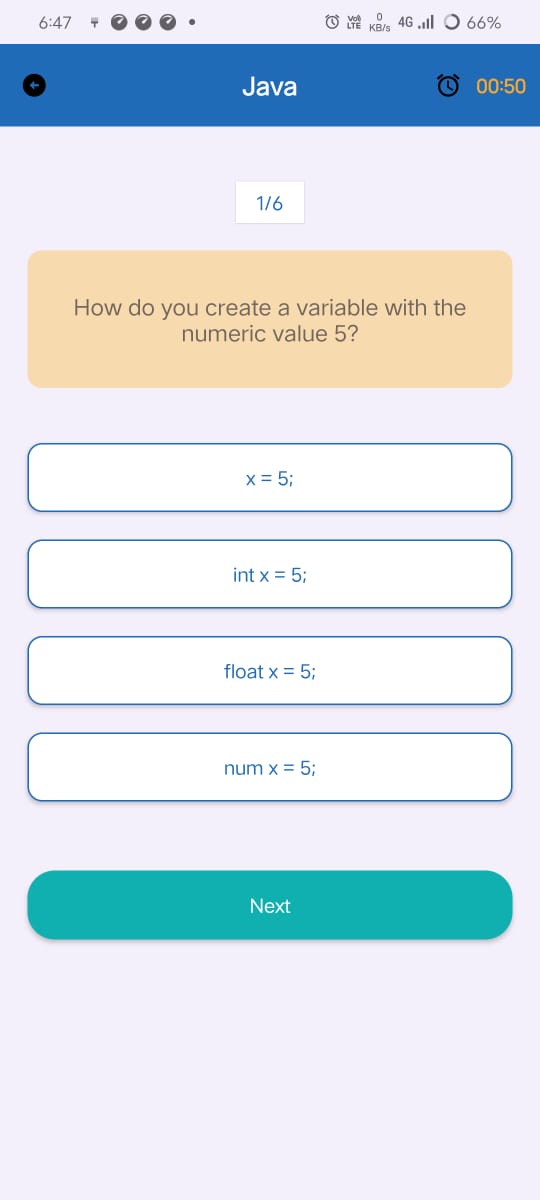 6:47 VoD LTE 0 KB/s 4G 66%
Java 00:50
1/6
How do you create a variable with the
numeric value 5?
x = 5;
int x = 5;
float x = 5;
num x = 5;
Next